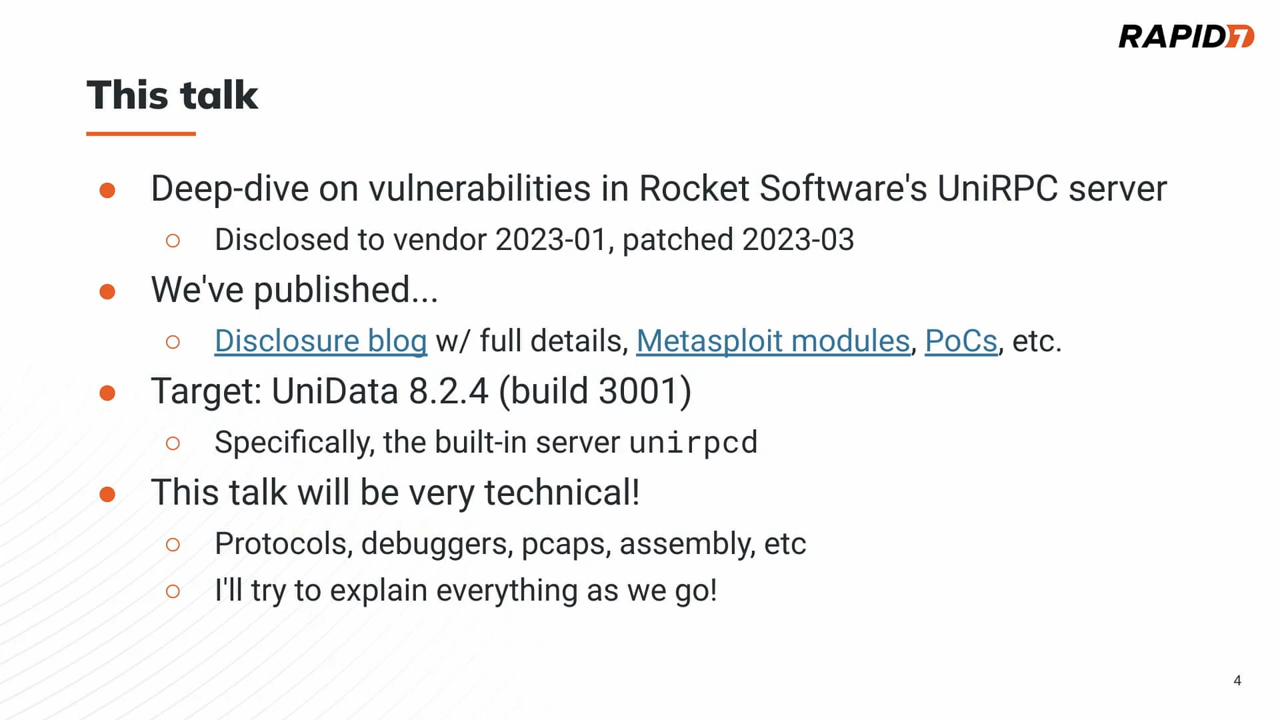 RAPID7
This talk
● Deep-dive on vulnerabilities in Rocket Software's UniRPC server
○ Disclosed to vendor 2023-01, patched 2023-03
● We've published...
○ Disclosure blog w/ full details, Metasploit modules, PoCs, etc.
● Target: UniData 8.2.4 (build 3001)
○ Specifically, the built-in server unirpcd
● This talk will be very technical!
○ Protocols, debuggers, pcaps, assembly, etc
○ I'll try to explain everything as we go!
4